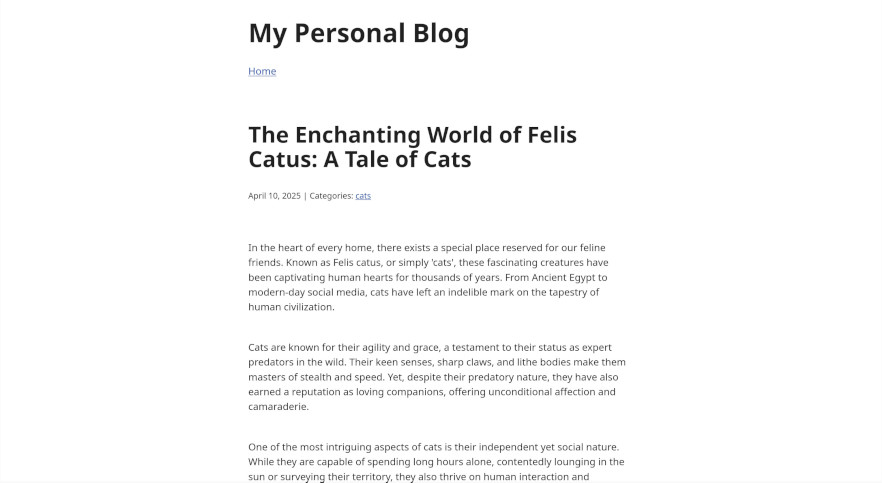 My Personal Blog
Home
The Enchanting World of Felis
Catus: A Tale of Cats
April 10, 2025 | Categories: cats
In the heart of every home, there exists a special place reserved for our feline
friends. Known as Felis catus, or simply 'cats', these fascinating creatures have
been captivating human hearts for thousands of years. From Ancient Egypt to
modern-day social media, cats have left an indelible mark on the tapestry of
human civilization.
Cats are known for their agility and grace, a testament to their status as expert
predators in the wild. Their keen senses, sharp claws, and lithe bodies make them
masters of stealth and speed. Yet, despite their predatory nature, they have also
earned a reputation as loving companions, offering unconditional affection and
camaraderie.
One of the most intriguing aspects of cats is their independent yet social nature.
While they are capable of spending long hours alone, contentedly lounging in the
sun or surveying their territory, they also thrive on human interaction and